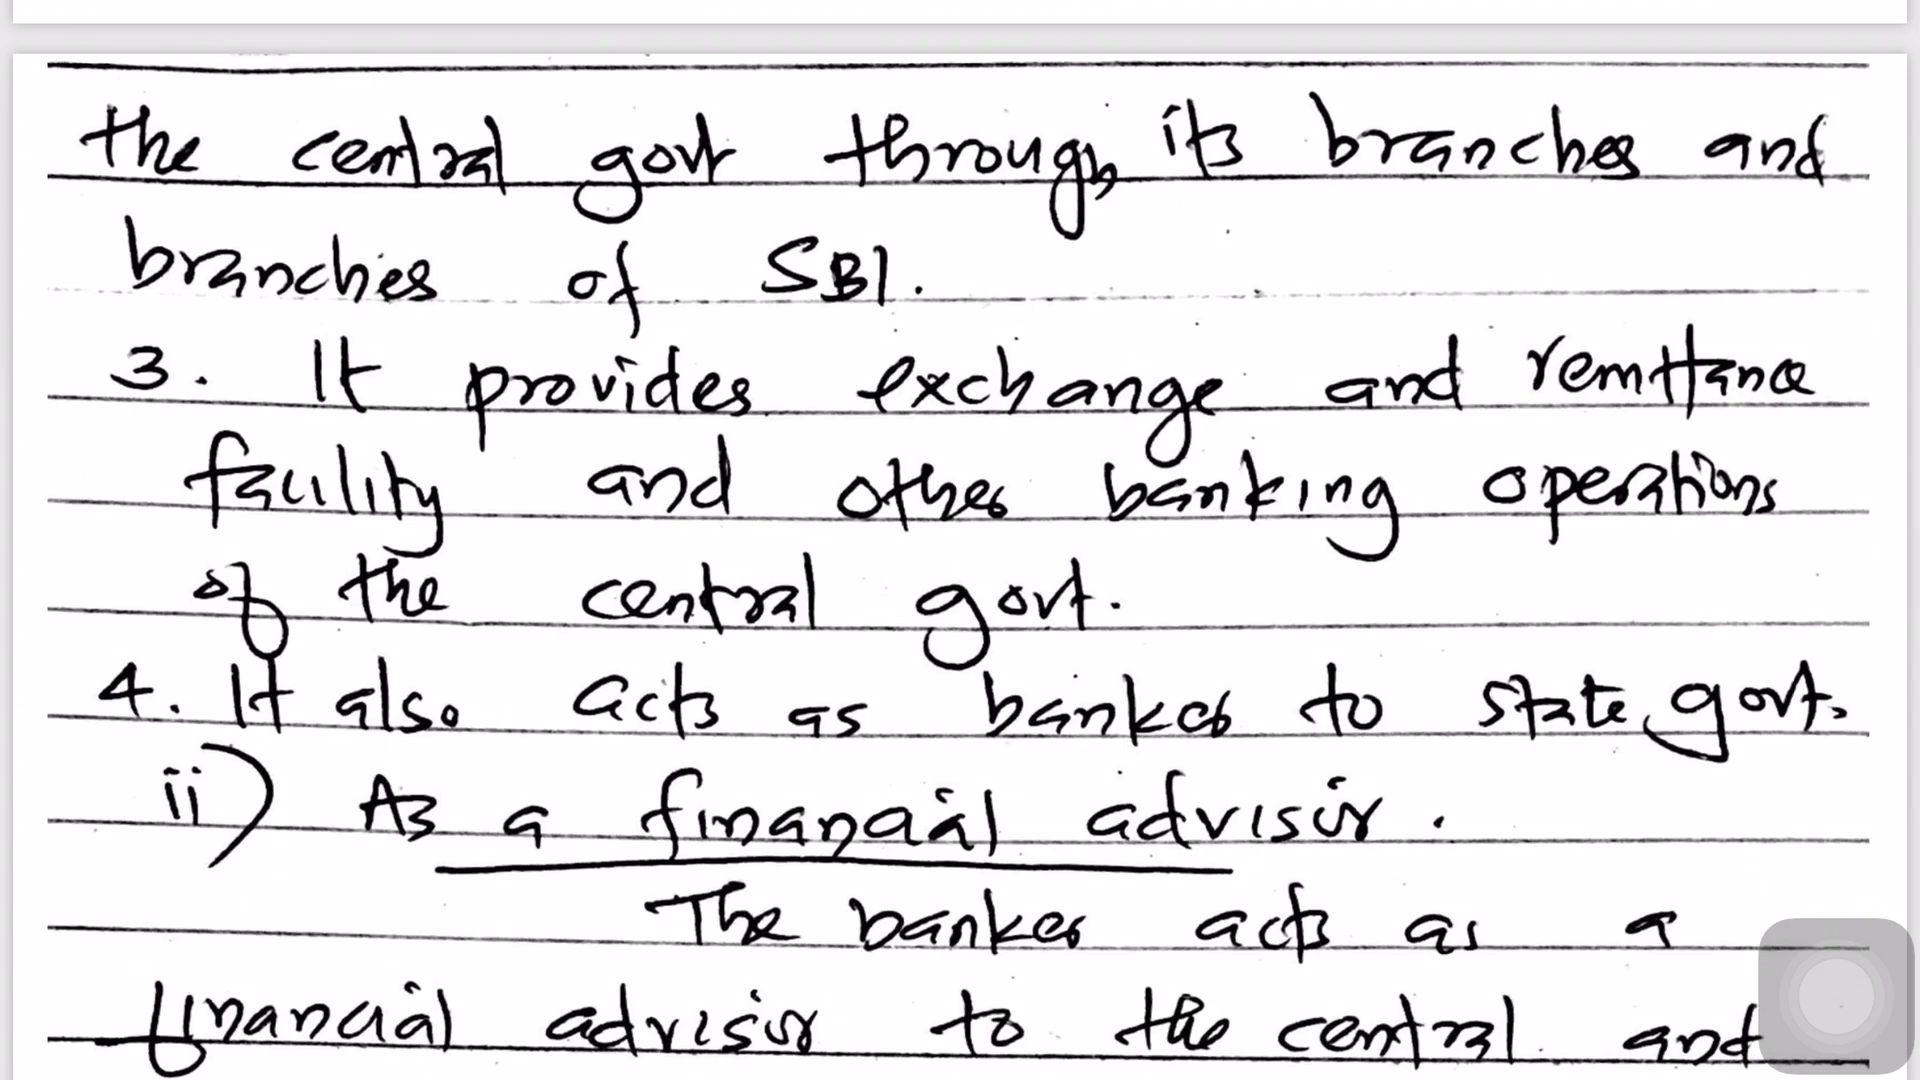 the central govt through its branches and
branches of SBI.
3. It provides exchange and remittance
facility and other banking operations
of the central govt.
4. It also acts as banker to state govt.
ii) As a financial advisor.
The banker acts as a
financial advisor to the central and